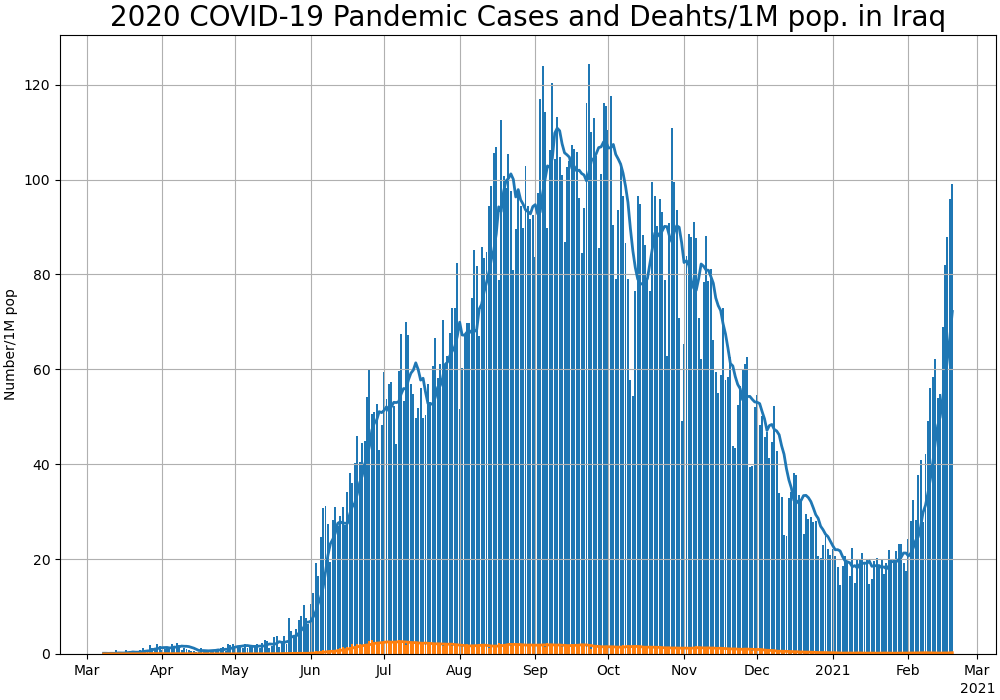 2020 COVID-19 Pandemic Cases and Deahts/1M pop. in Iraq
Number/1M pop
120
100
80
60
40
20
0
Mar Apr May Jun Jul Aug Sep Oct Nov Dec 2021 Feb Mar
2021